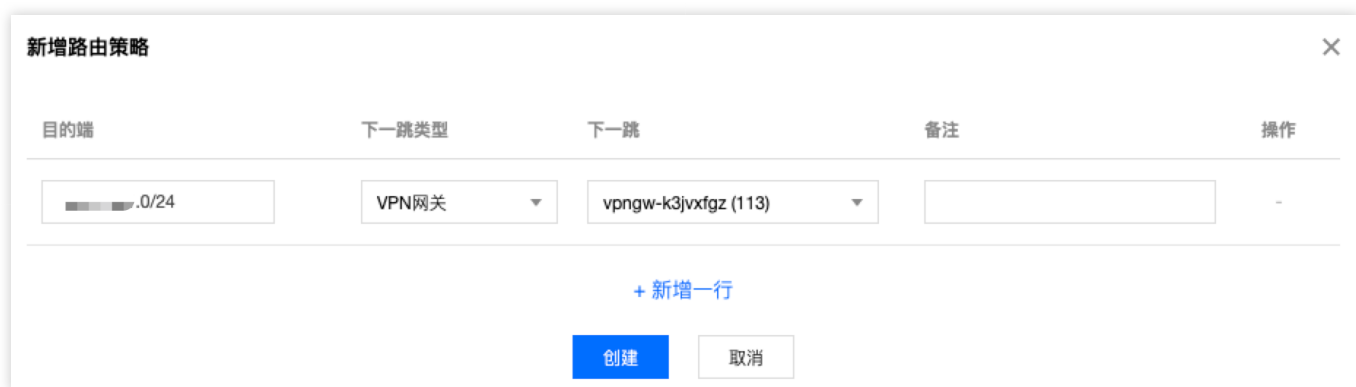 新增路由策略
目的端 下一跳类型 下一跳 备注 操作
.0/24 VPN网关 vpngw-k3jvxfgz (113) -
+ 新增一行
创建 取消